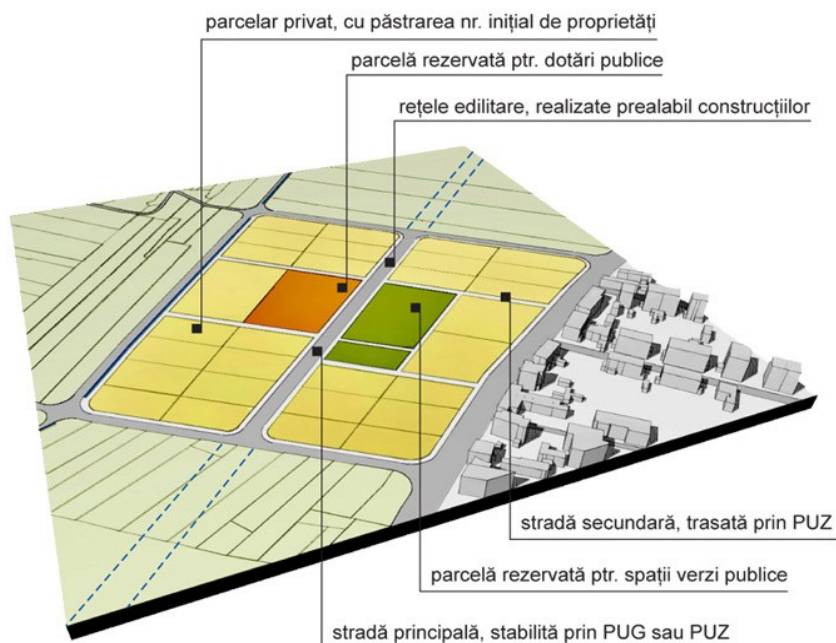 parcelar privat, cu păstrarea nr. inițial de proprietăți
parcelă rezervată ptr. dotări publice
rețele edilitare, realizate prealabil construcțiilor
stradă secundară, trasată prin PUZ
parcelă rezervată ptr. spații verzi publice
stradă principală, stabilită prin PUG sau PUZ